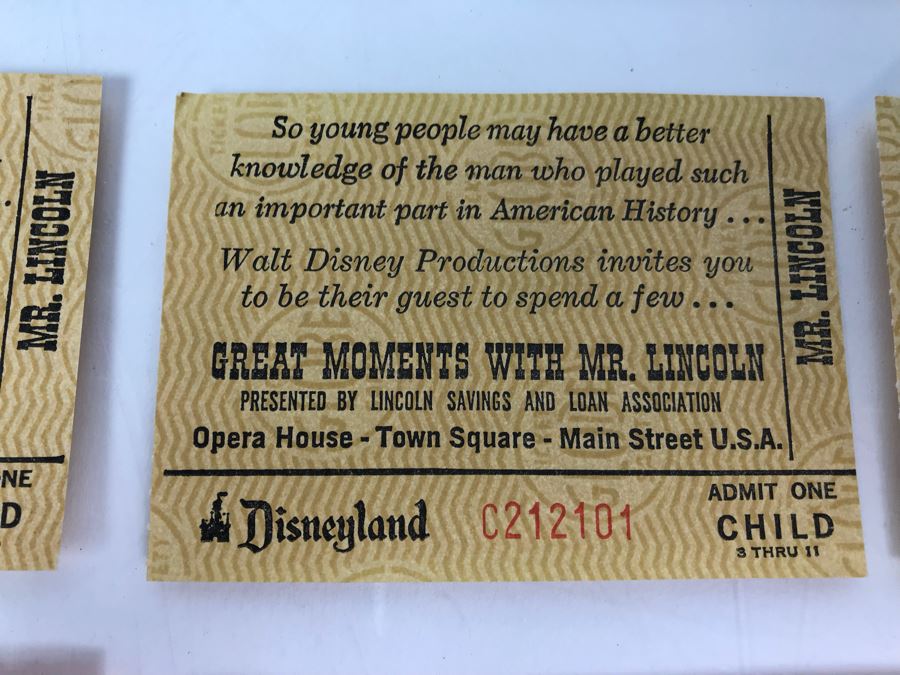 So young people may have a better
knowledge of the man who played such
an important part in American History...
Walt Disney Productions invites you
to be their guest to spend a few...
GREAT MOMENTS WITH MR. LINCOLN
PRESENTED BY LINCOLN SAVINGS AND LOAN ASSOCIATION
Opera House - Town Square - Main Street U.S.A.
MR. LINCOLN
Disneyland
C212101
ADMIT ONE
CHILD
3 THRU 11
MR. LINCOLN